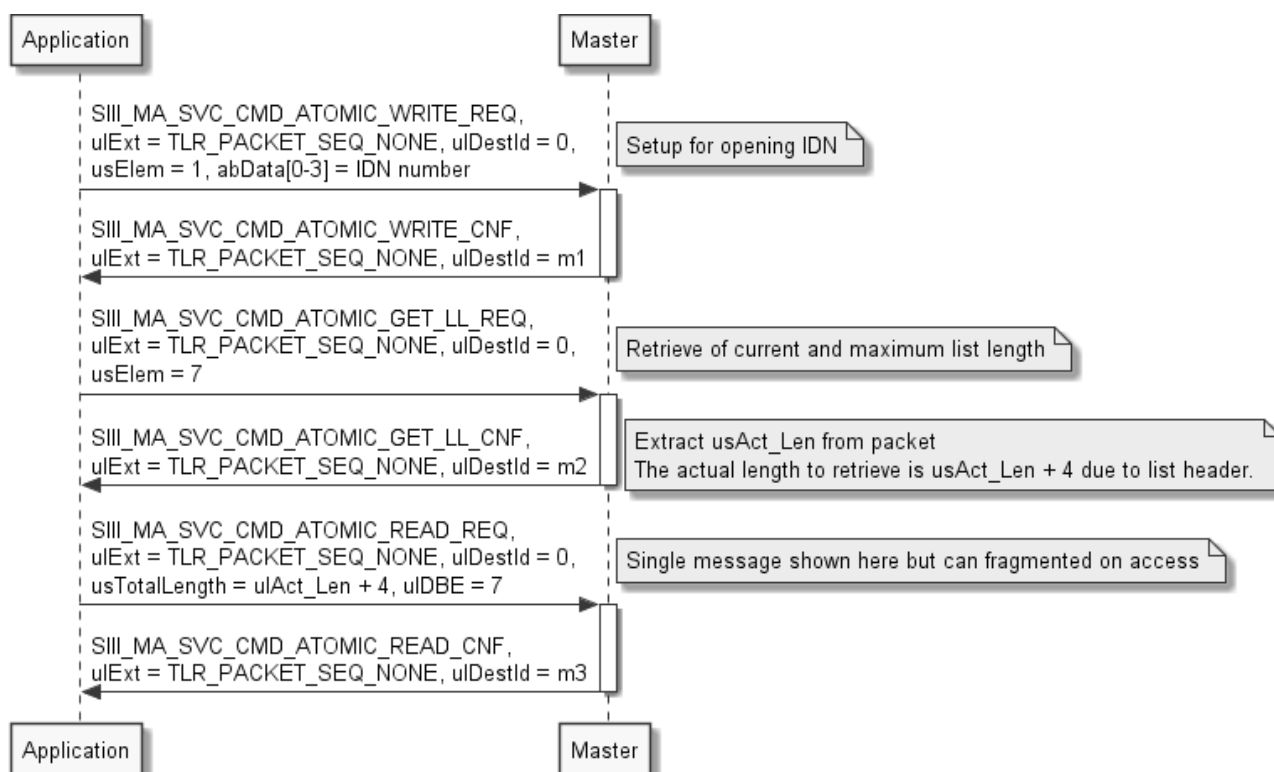 Application
Master
SIII_MA_SVC_CMD_ATOMIC_WRITE_REQ,
ulExt = TLR_PACKET_SEQ_NONE, ulDestId = 0,
usElem = 1, abData[0-3] = IDN number
Setup for opening IDN
SIII_MA_SVC_CMD_ATOMIC_WRITE_CNF,
ulExt = TLR_PACKET_SEQ_NONE, ulDestId = m1
SIII_MA_SVC_CMD_ATOMIC_GET_LL_REQ,
ulExt = TLR_PACKET_SEQ_NONE, ulDestId = 0,
usElem = 7
Retrieve of current and maximum list length
SIII_MA_SVC_CMD_ATOMIC_GET_LL_CNF,
ulExt = TLR_PACKET_SEQ_NONE, ulDestId = m2
Extract usAct_Len from packet
The actual length to retrieve is usAct_Len + 4 due to list header.
SIII_MA_SVC_CMD_ATOMIC_READ_REQ,
ulExt = TLR_PACKET_SEQ_NONE, ulDestId = 0,
usTotalLength = ulAct_Len + 4, ulDBE = 7
Single message shown here but can fragmented on access
SIII_MA_SVC_CMD_ATOMIC_READ_CNF,
ulExt = TLR_PACKET_SEQ_NONE, ulDestId = m3
Application
Master